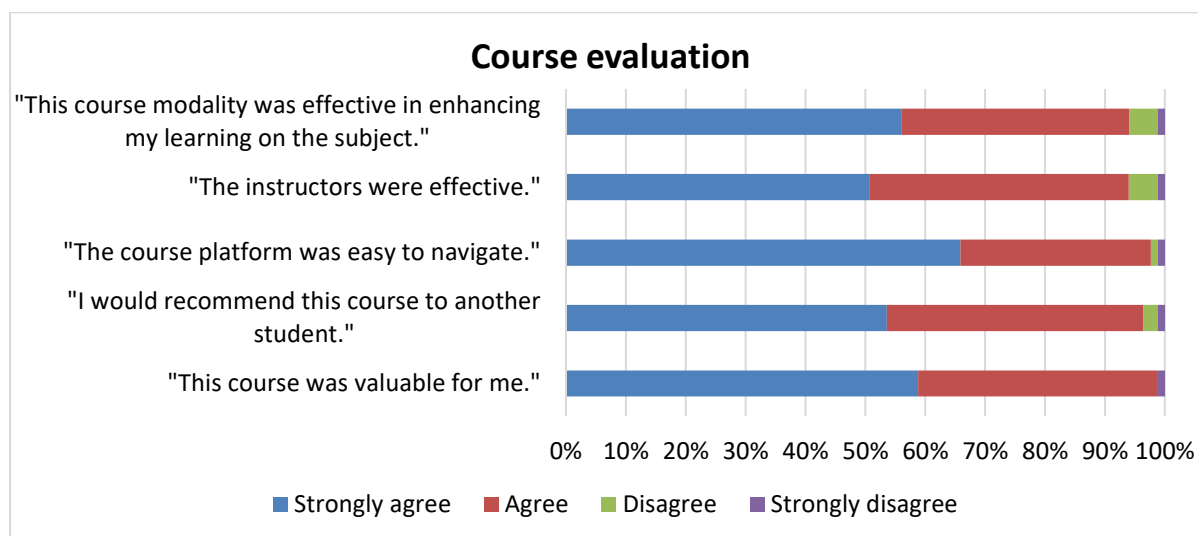 Course evaluation
"This course modality was effective in enhancing
my learning on the subject."
"The instructors were effective."
"The course platform was easy to navigate."
"I would recommend this course to another
student."
"This course was valuable for me."
0% 10% 20% 30% 40% 50% 60% 70% 80% 90% 100%
Strongly agree Agree Disagree Strongly disagree